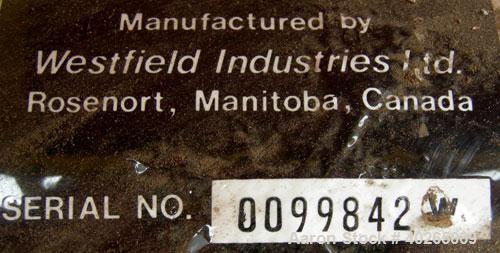 Manufactured by
Westfield Industries Ltd.
Rosenort, Manitoba, Canada
SERIAL NO. 0099842 W
Aaron Stock #